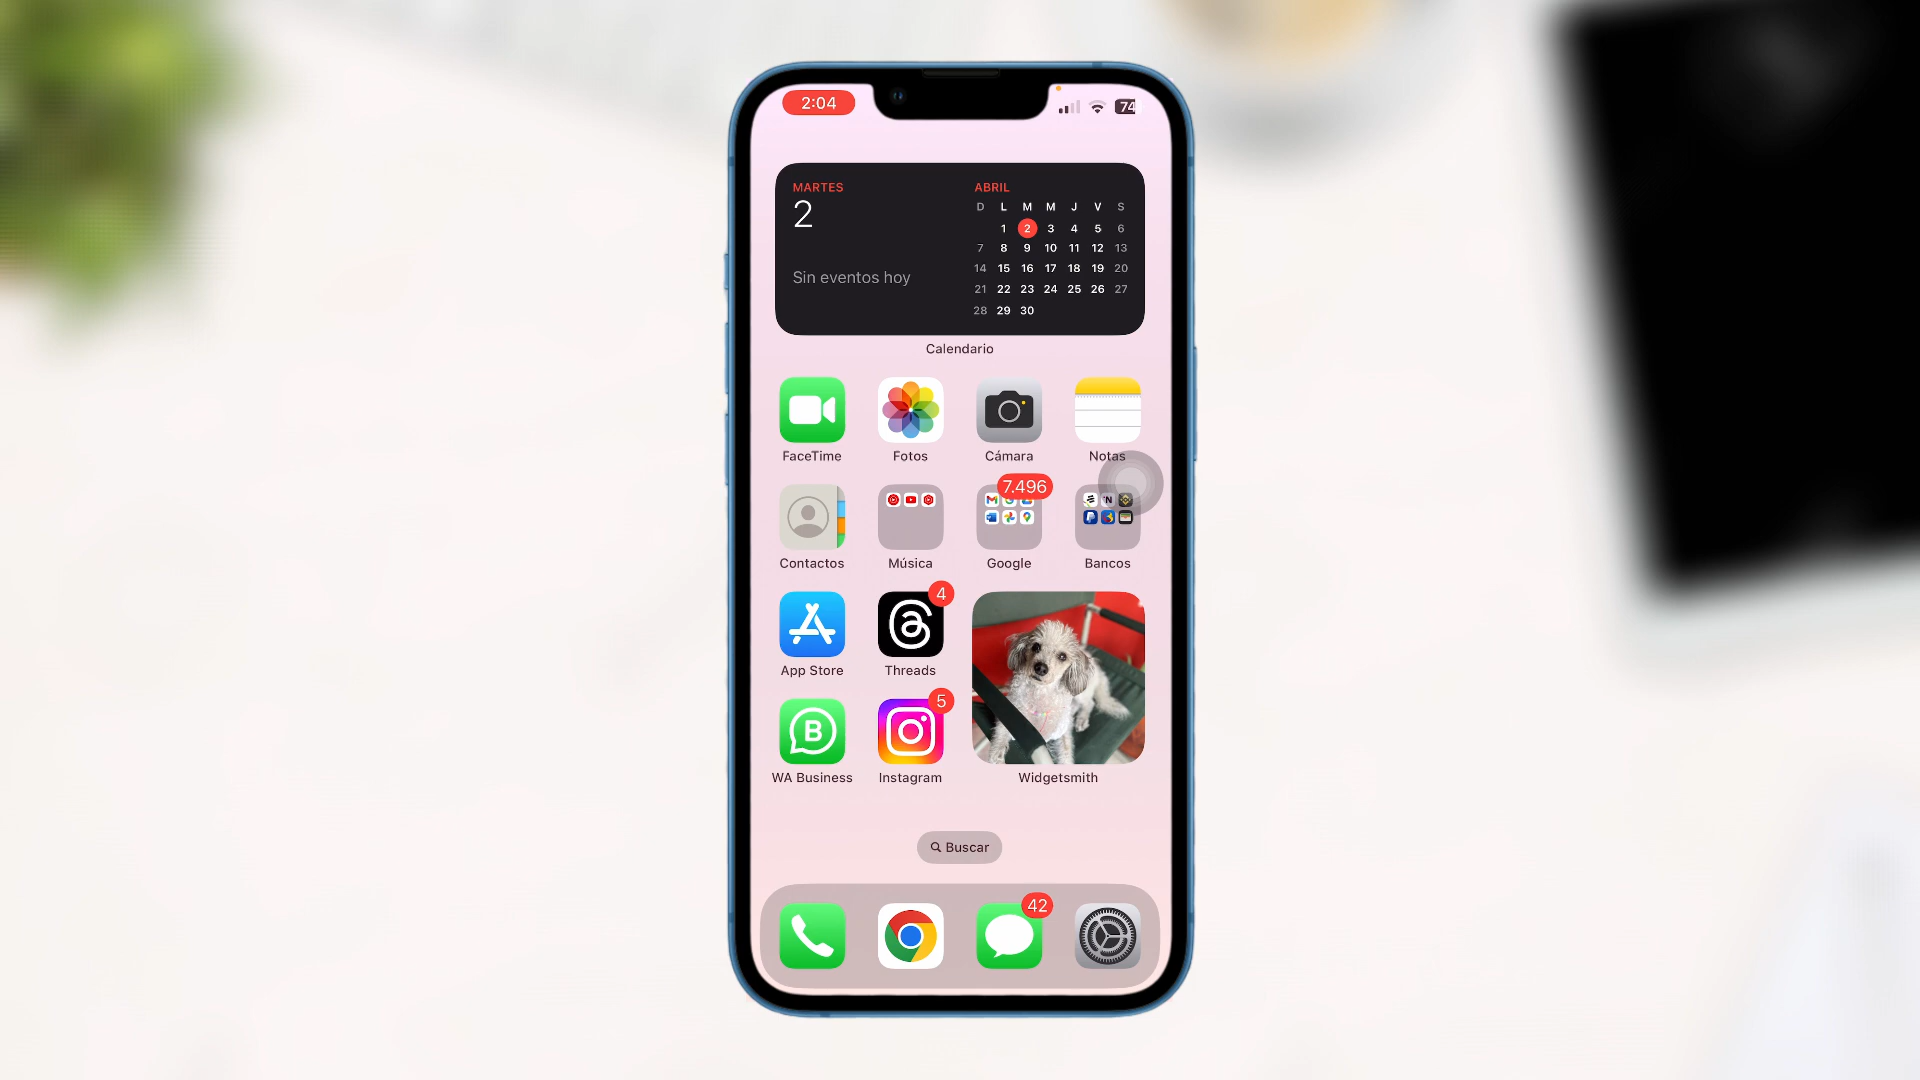 2:04
74
MARTES
2
Sin eventos hoy
ABRIL
D L M M J V S
1 2 3 4 5 6
7 8 9 10 11 12 13
14 15 16 17 18 19 20
21 22 23 24 25 26 27
28 29 30
Calendario
FaceTime
Fotos
Cámara
Notas
7.496
Contactos
Música
Google
Bancos
4
App Store
Threads
5
B
WA Business
Instagram
Widgetsmith
Buscar
42